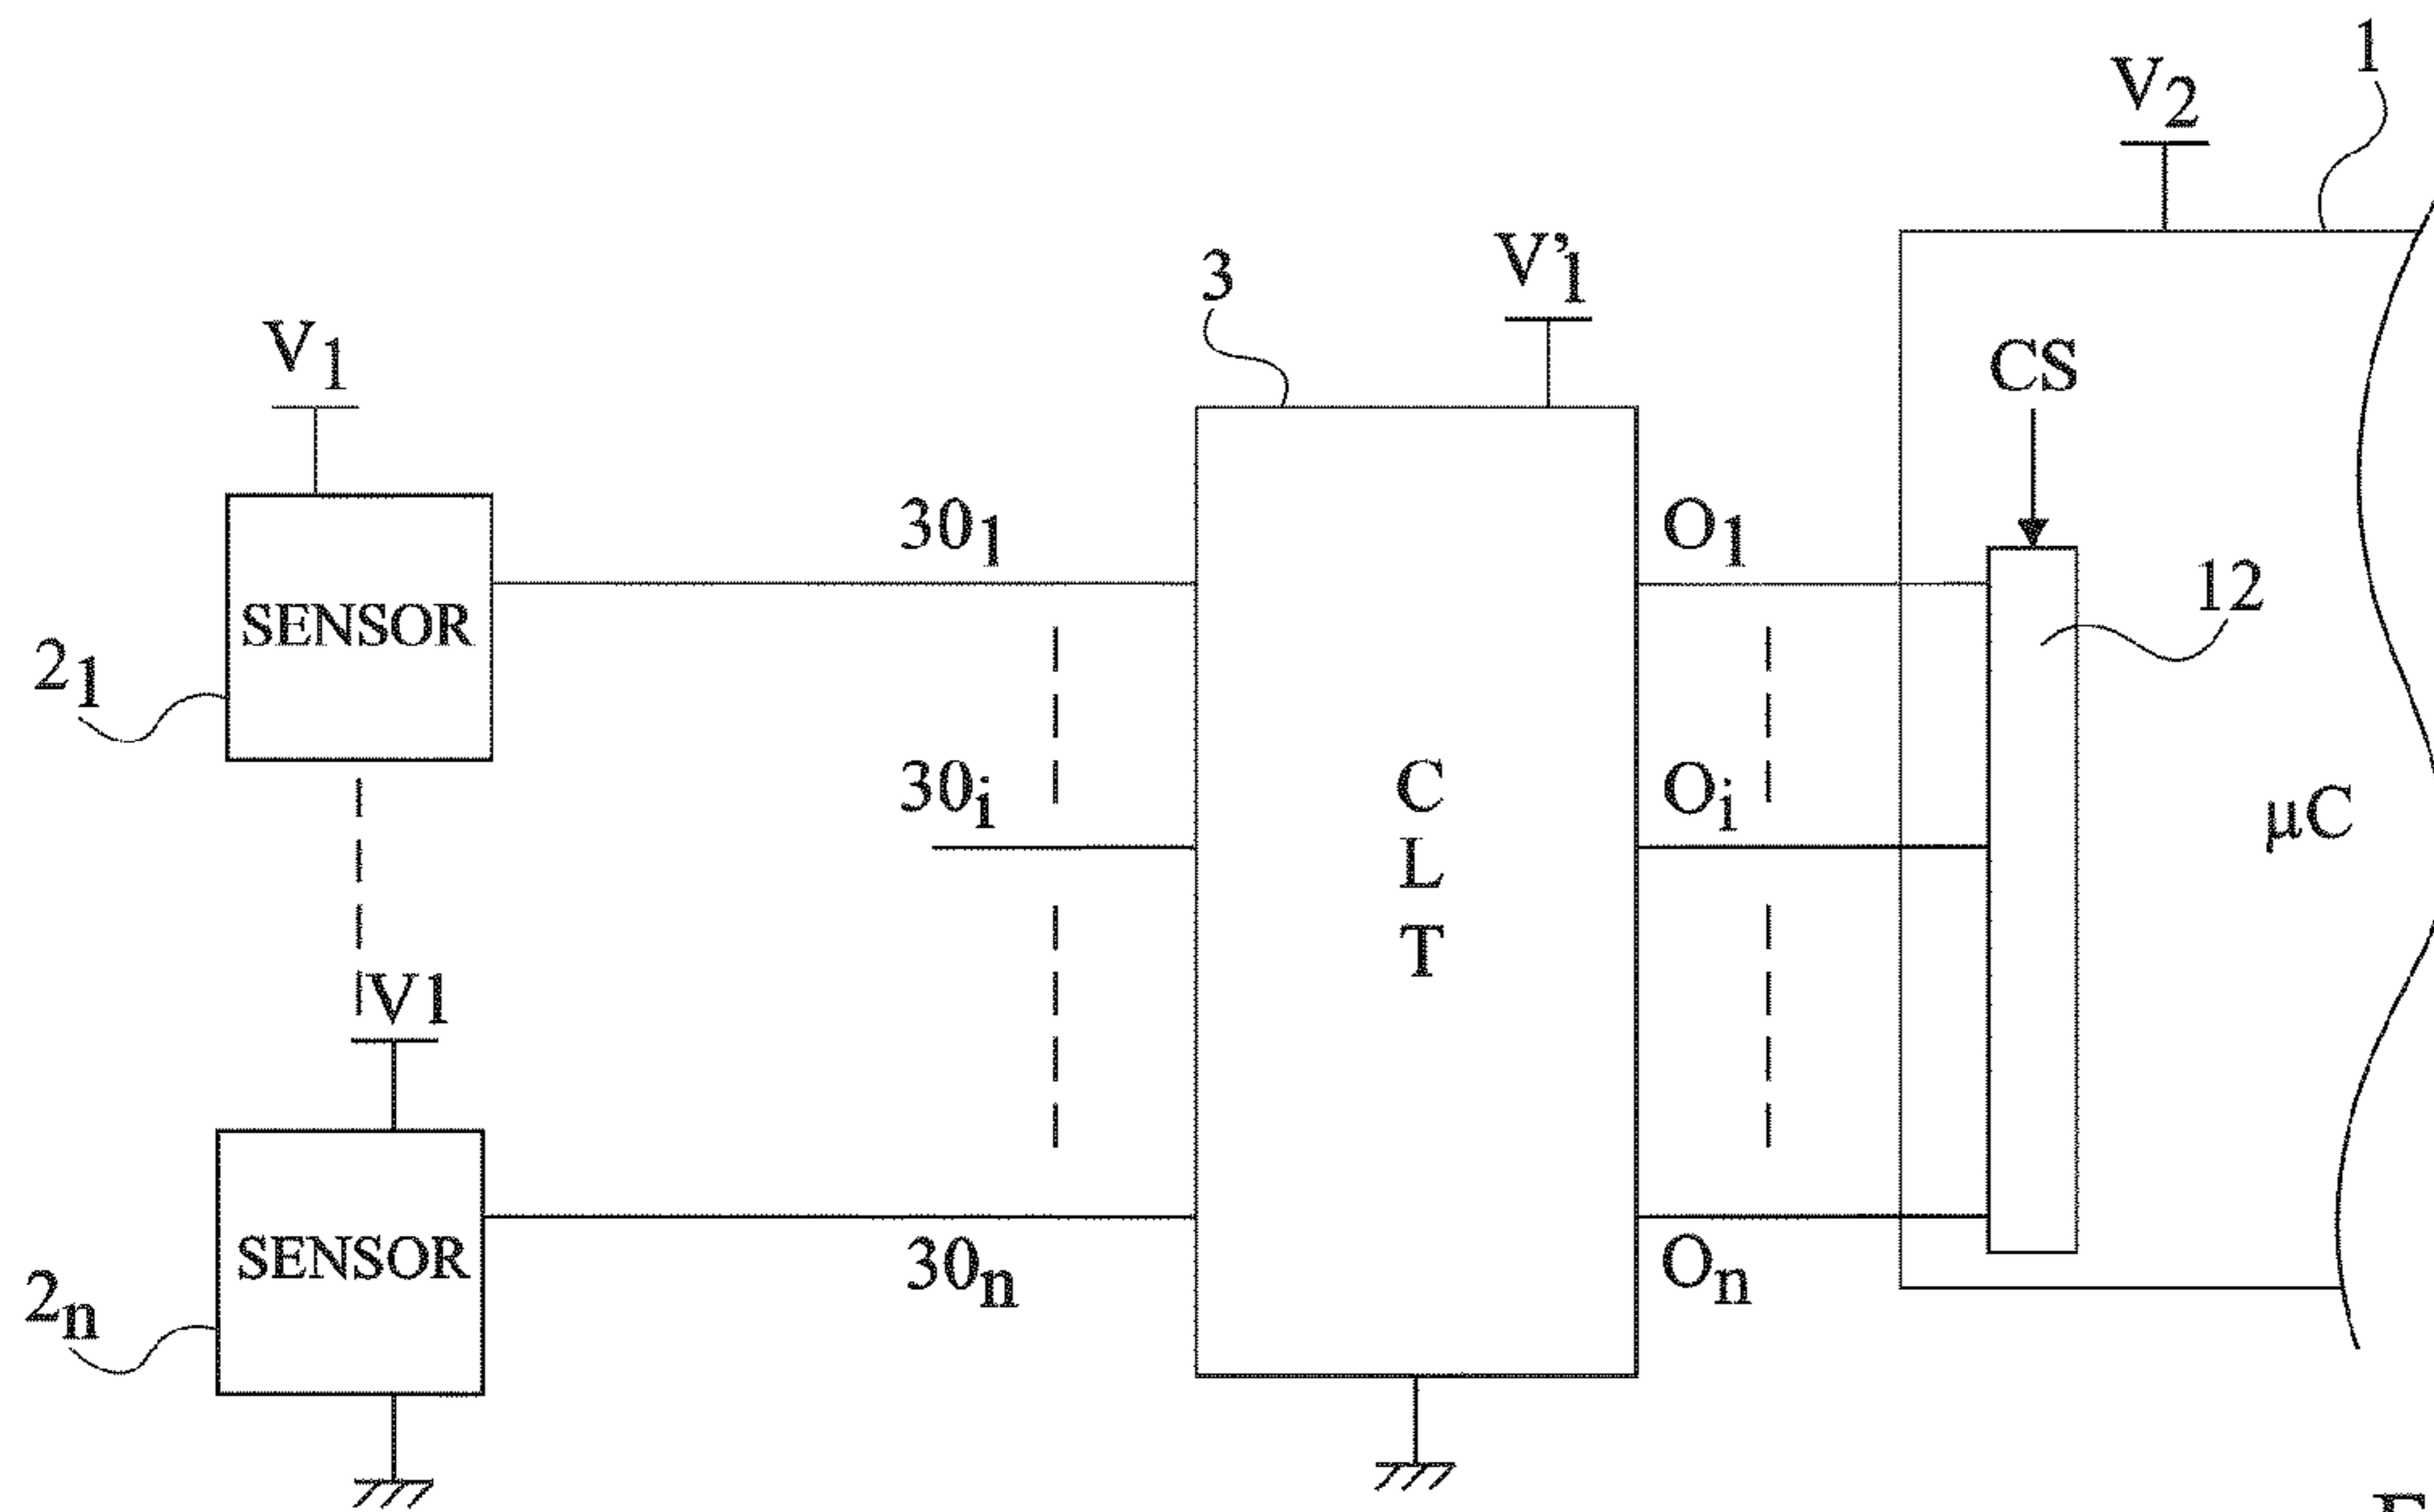 1
V2
3
V'1
V1
CS
301
O1
12
SENSOR
21
30i
Oi
C
L
T
µC
V1
SENSOR
2n
30n
On